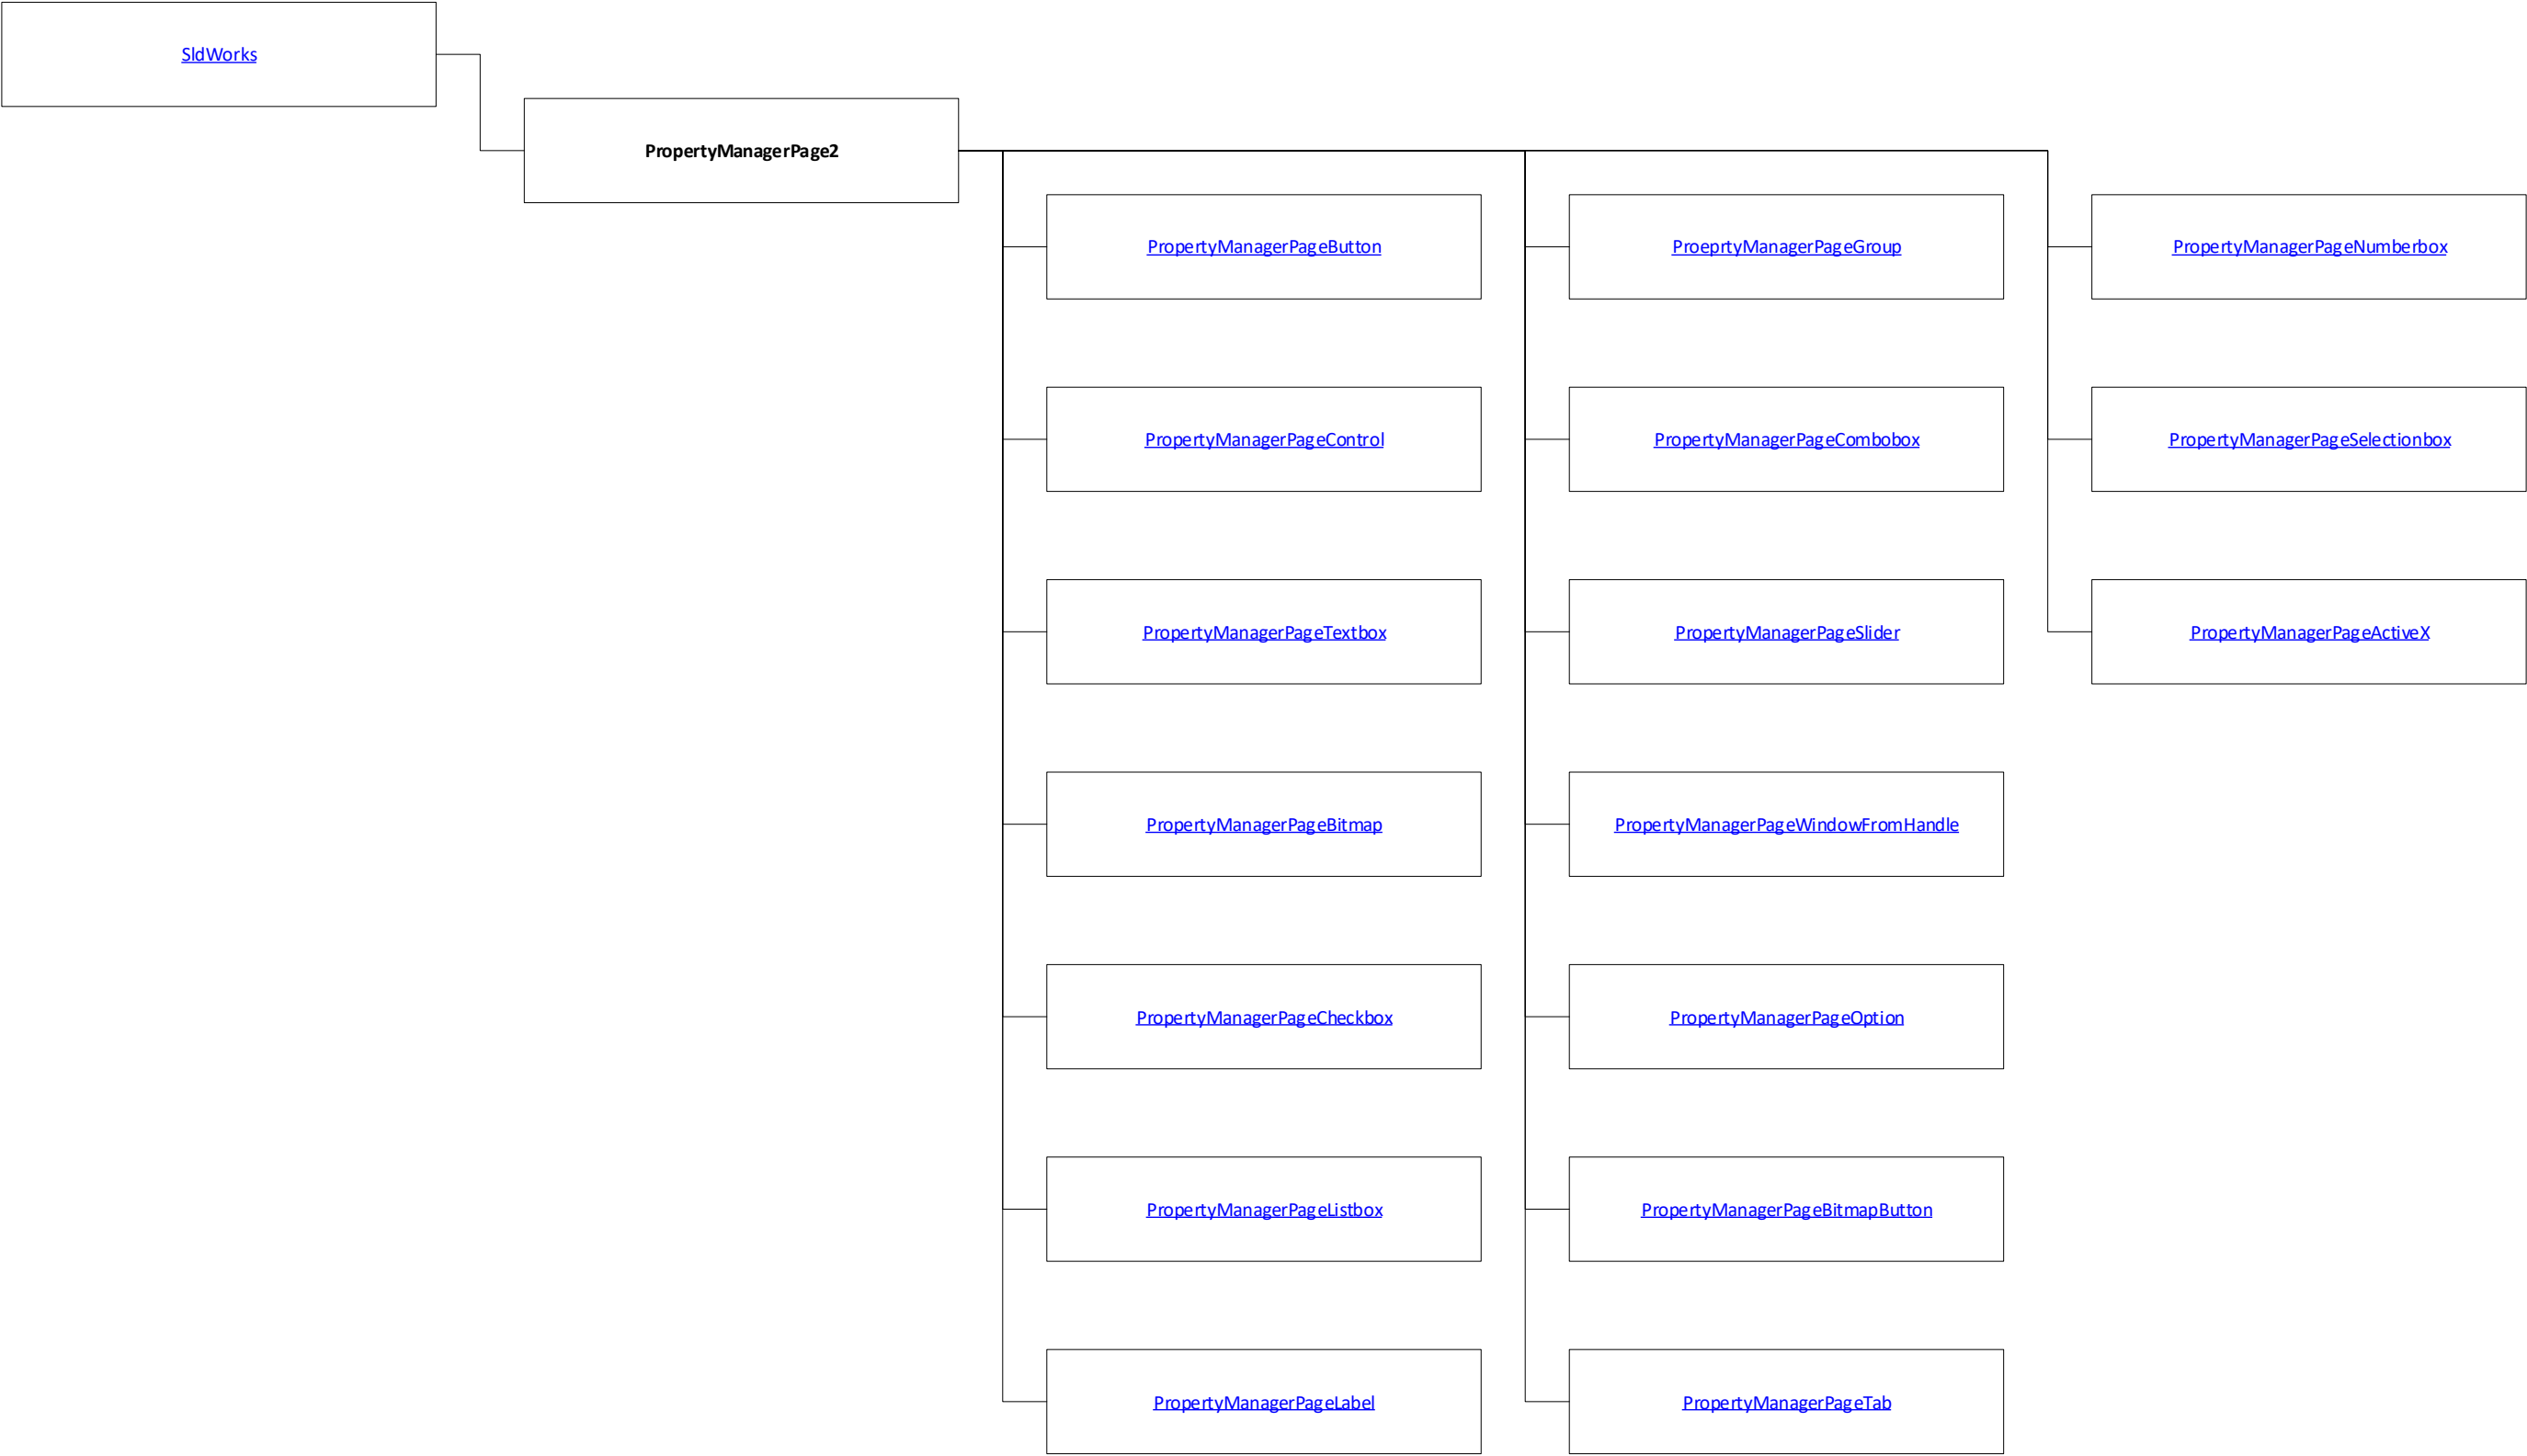 SldWorks
PropertyManagerPage2
PropertyManagerPageButton
ProeprtyManagerPageGroup
PropertyManagerPageNumberbox
PropertyManagerPageControl
PropertyManagerPageCombobox
PropertyManagerPageSelectionbox
PropertyManagerPageTextbox
PropertyManagerPageSlider
PropertyManagerPageActiveX
PropertyManagerPageBitmap
PropertyManagerPageWindowFromHandle
PropertyManagerPageCheckbox
PropertyManagerPageOption
PropertyManagerPageListbox
PropertyManagerPageBitmapButton
PropertyManagerPageLabel
PropertyManagerPageTab